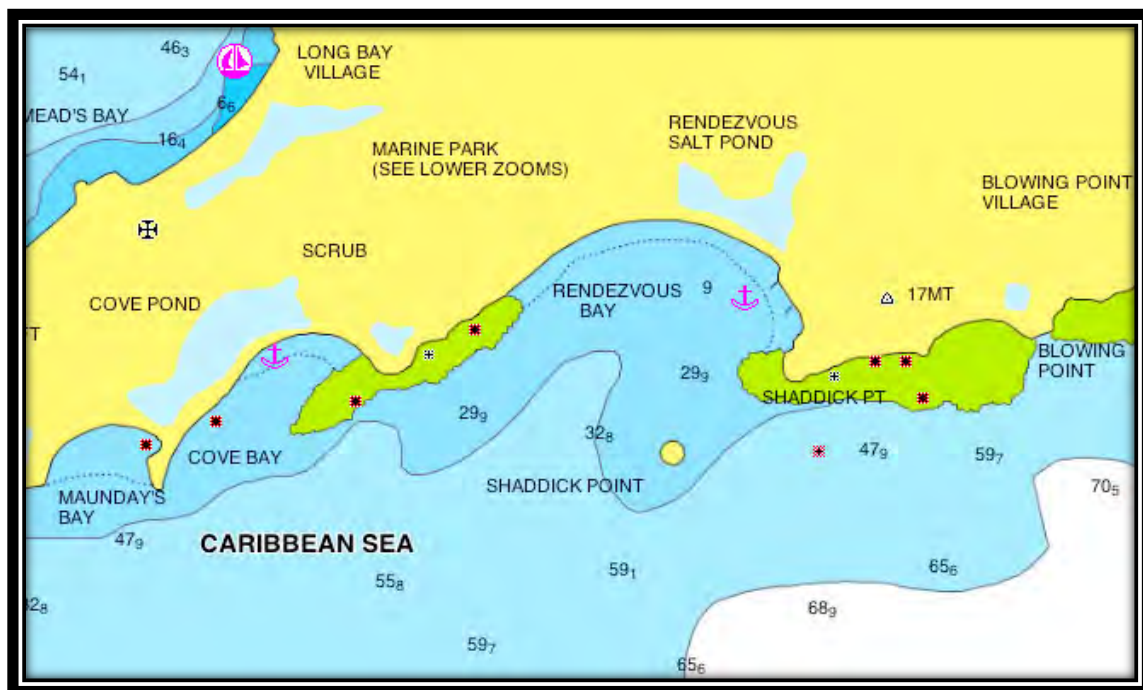 46₃
LONG BAY
VILLAGE
54₁
6₆
MEAD'S BAY
RENDEZVOUS
SALT POND
16₄
MARINE PARK
(SEE LOWER ZOOMS)
BLOWING POINT
VILLAGE
SCRUB
RENDEZVOUS
BAY
9
17MT
COVE POND
T
BLOWING
POINT
29₉
SHADDICK PT
29₉
32₈
47₉
59₇
COVE BAY
SHADDICK POINT
70₅
MAUNDAY'S
BAY
47₉
CARIBBEAN SEA
59₁
65₆
55₈
68₉
59₇
65₆